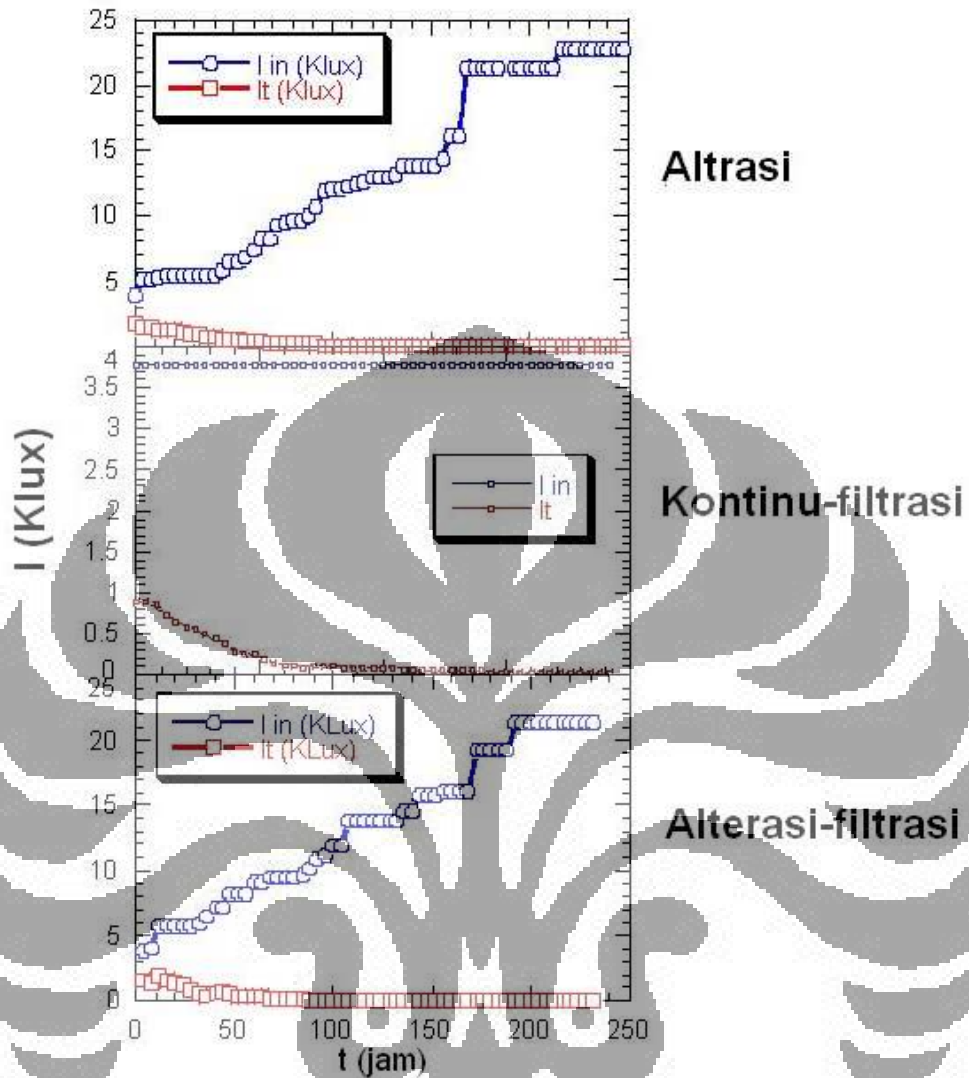 25
20
15
10
5
I in (Klux)
It (Klux)
Altrasi
4
3.5
3
2.5
2
1.5
1
0.5
0
I in
It
Kontinu-filtrasi
I (Klux)
25
20
15
10
5
0
I in (KLux)
It (KLux)
Alterasi-filtrasi
0 50 100 150 200 250
t (jam)